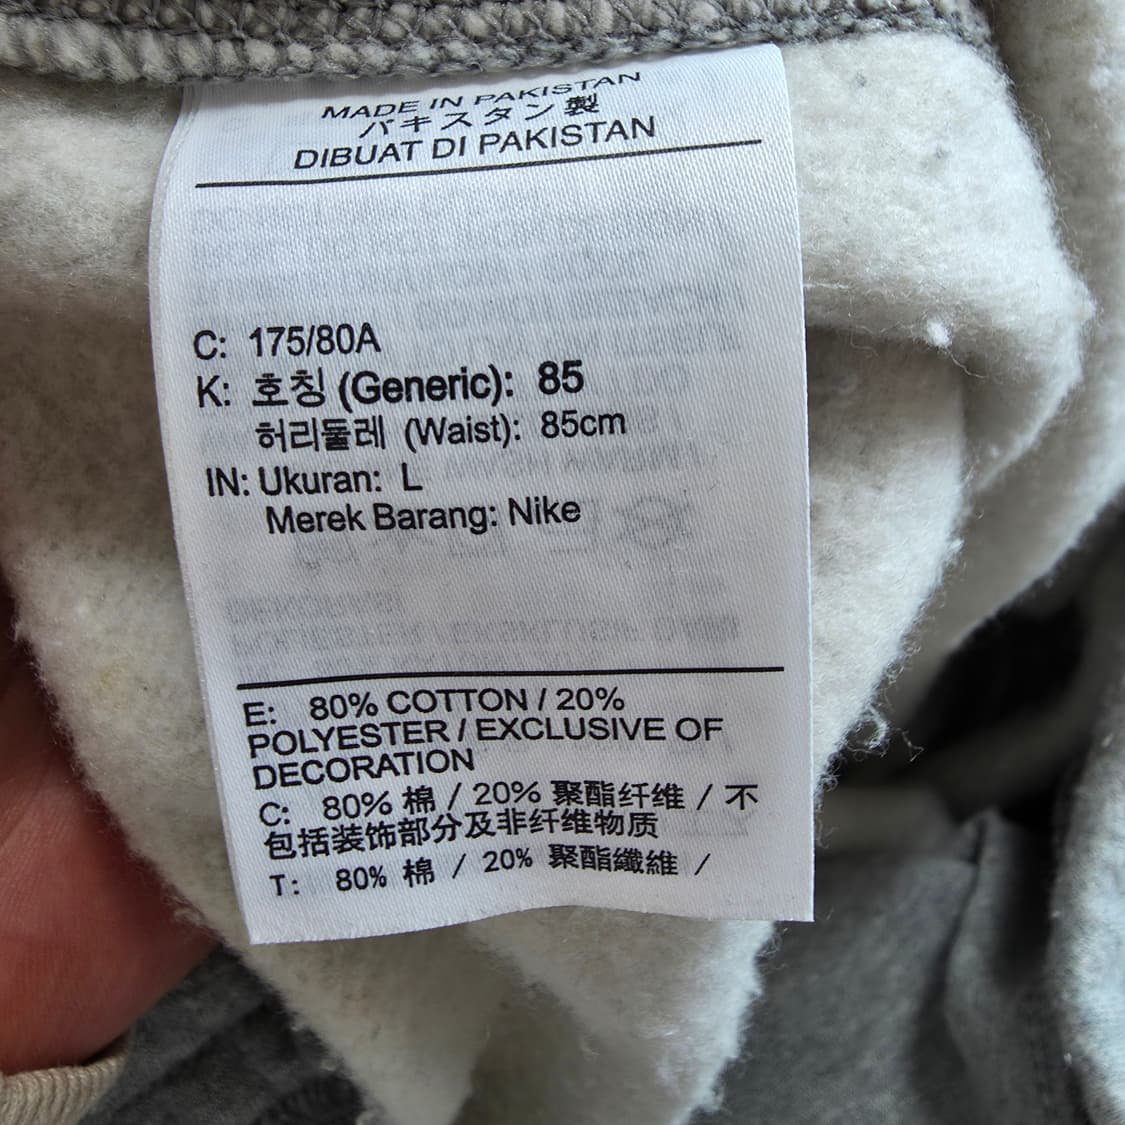 MADE IN PAKISTAN
パキスタン製
DIBUAT DI PAKISTAN
C: 175/80A
K: 호칭 (Generic): 85
허리둘레 (Waist): 85cm
IN: Ukuran: L
Merek Barang: Nike
E: 80% COTTON / 20%
POLYESTER / EXCLUSIVE OF
DECORATION
C: 80% 棉 / 20% 聚酯纤维 / 不
包括装饰部分及非纤维物质
T: 80% 棉 / 20% 聚酯纖維 /